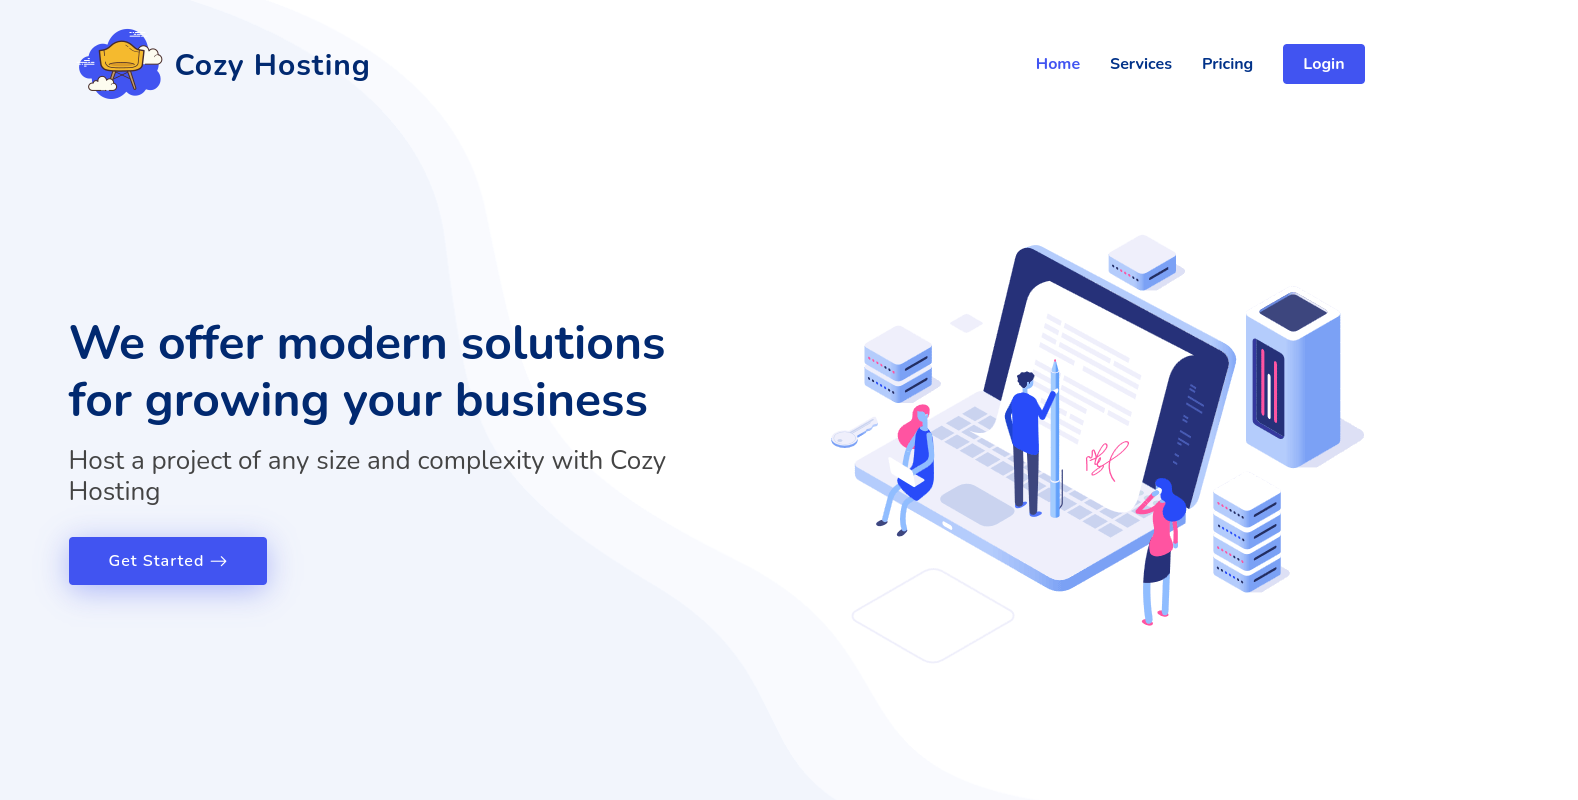 Cozy Hosting
Home Services Pricing Login
We offer modern solutions
for growing your business
Host a project of any size and complexity with Cozy
Hosting
Get Started →